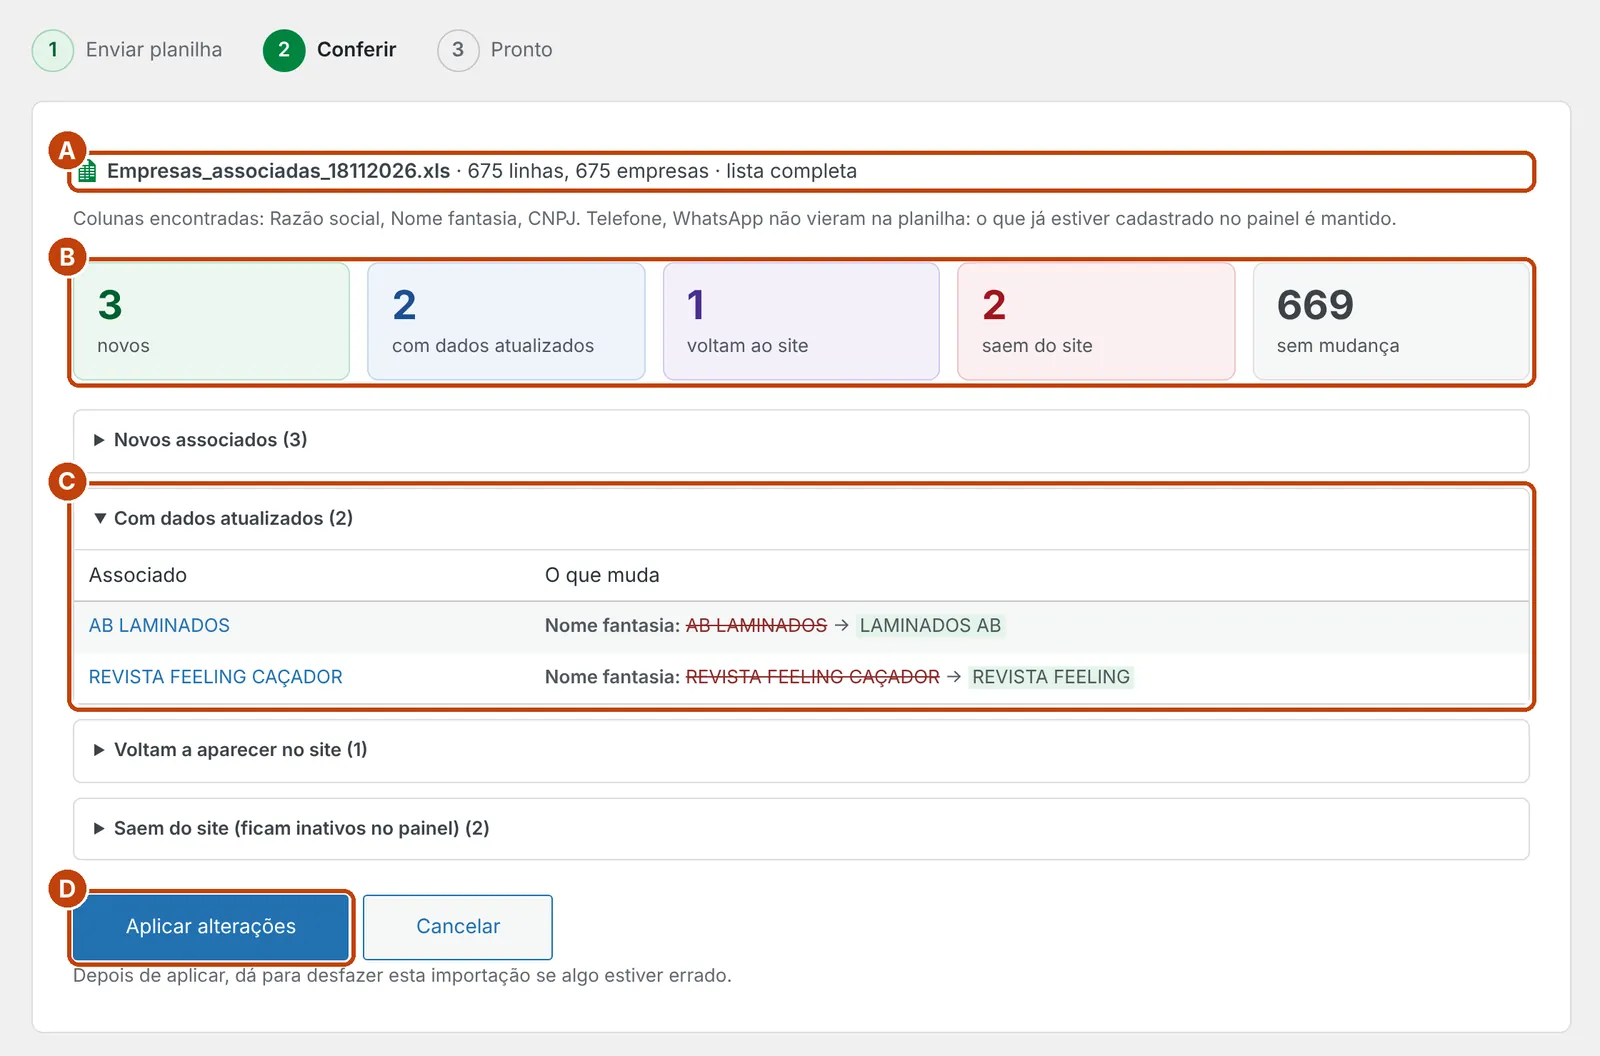 1 Enviar planilha 2 Conferir 3 Pronto
A
Empresas_associadas_18112026.xls · 675 linhas, 675 empresas · lista completa
Colunas encontradas: Razão social, Nome fantasia, CNPJ. Telefone, WhatsApp não vieram na planilha: o que já estiver cadastrado no painel é mantido.
B
3 2 1 2 669
novos com dados atualizados voltam ao site saem do site sem mudança
▶ Novos associados (3)
C
▼ Com dados atualizados (2)
Associado O que muda
AB LAMINADOS Nome fantasia: AB LAMINADOS → LAMINADOS AB
REVISTA FEELING CAÇADOR Nome fantasia: REVISTA FEELING CAÇADOR → REVISTA FEELING
▶ Voltam a aparecer no site (1)
▶ Saem do site (ficam inativos no painel) (2)
D
Aplicar alterações Cancelar
Depois de aplicar, dá para desfazer esta importação se algo estiver errado.